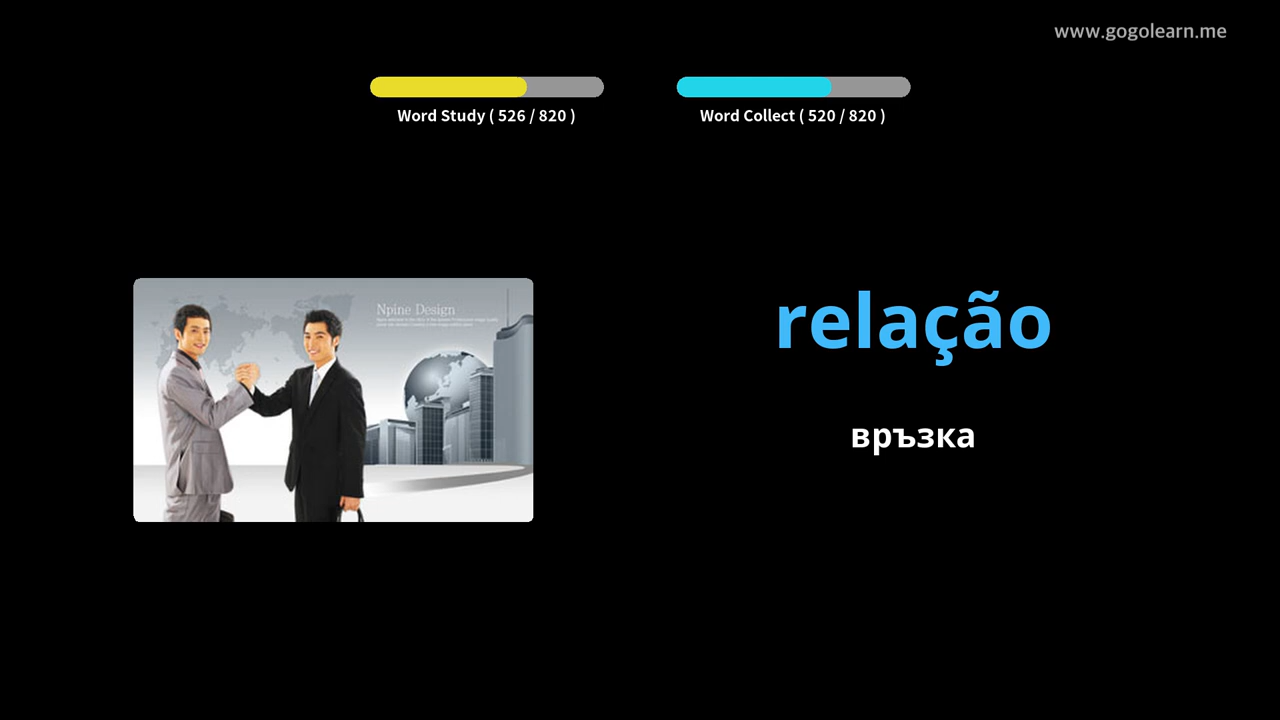 www.gogolearn.me
Word Study ( 526 / 820 )
Word Collect ( 520 / 820 )
Npine Design
relação
връзка